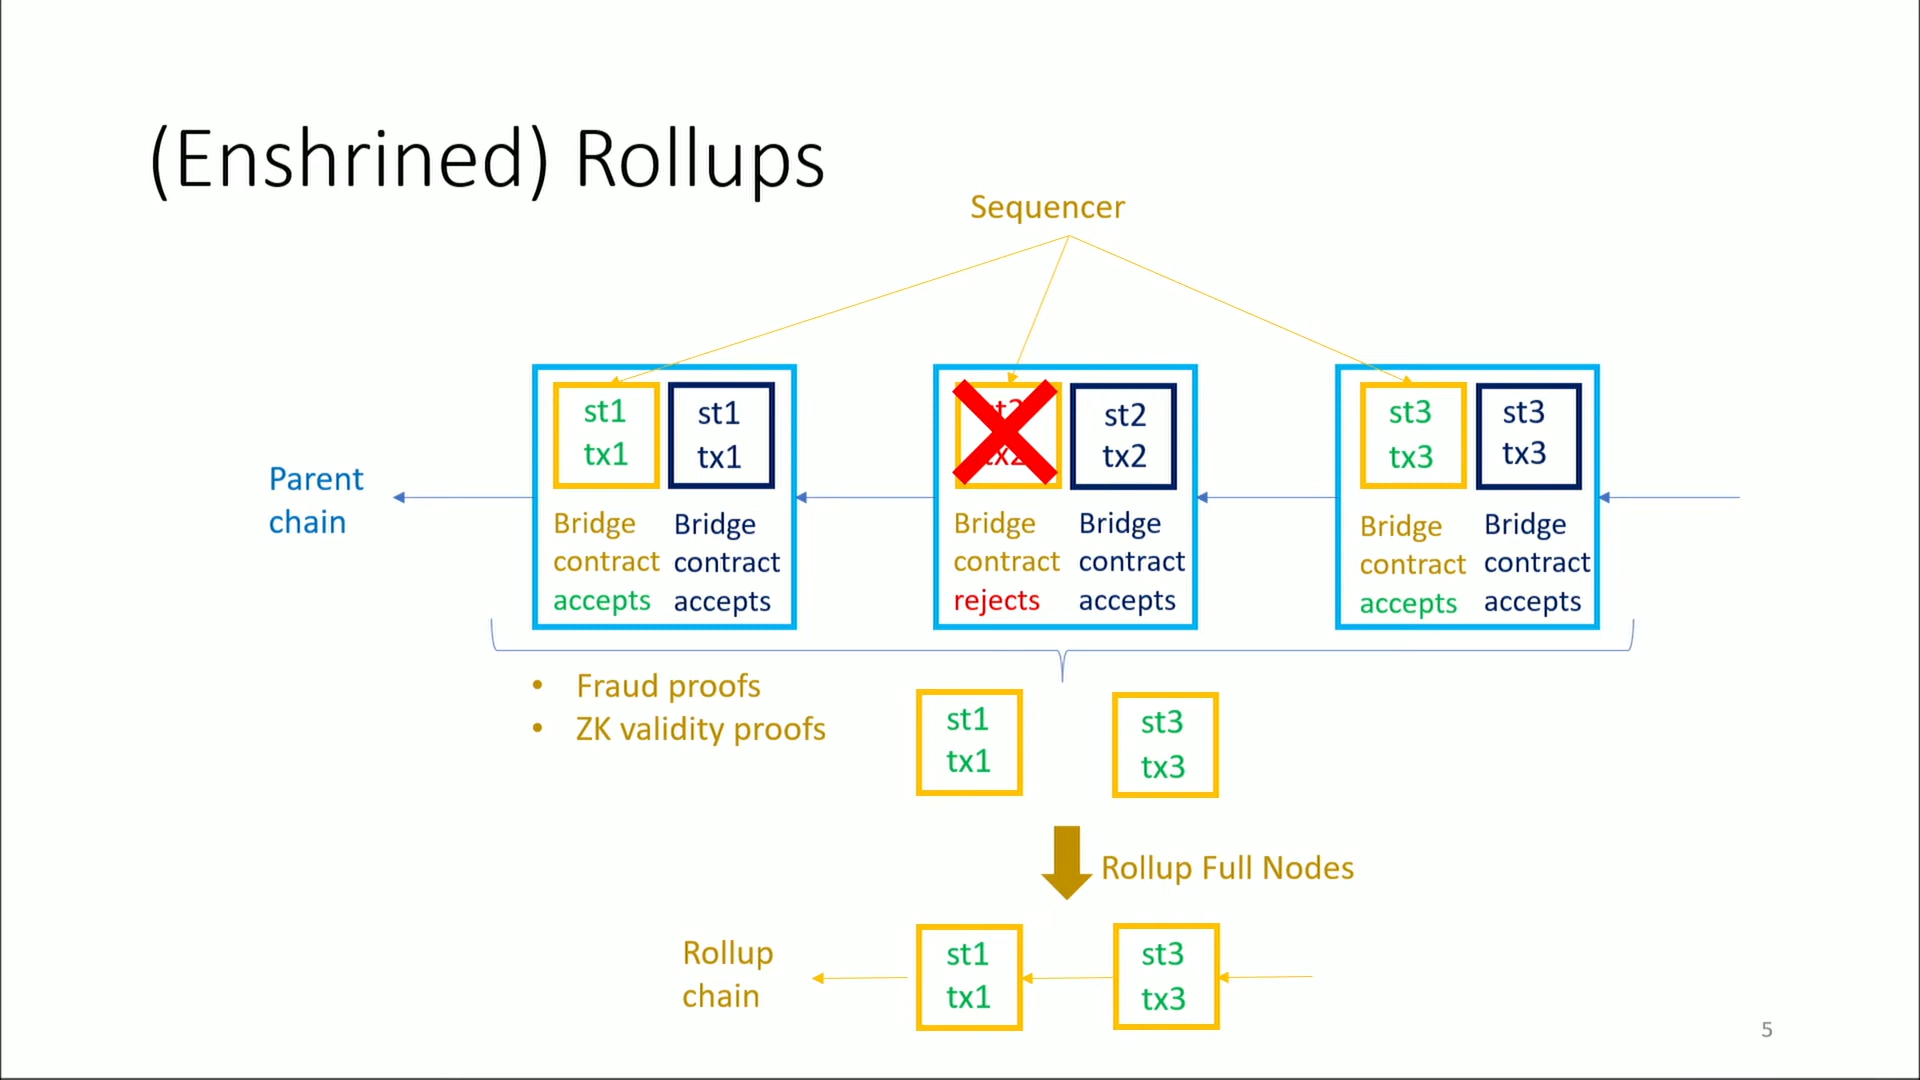 (Enshrined) Rollups
Sequencer
st1
tx1
st1
tx1
st2
tx2
st3
tx3
st3
tx3
Parent
chain
Bridge
contract
accepts
Bridge
contract
accepts
Bridge
contract
rejects
Bridge
contract
accepts
Bridge
contract
accepts
Bridge
contract
accepts
• Fraud proofs
• ZK validity proofs
st1
tx1
st3
tx3
Rollup Full Nodes
Rollup
chain
st1
tx1
st3
tx3
5